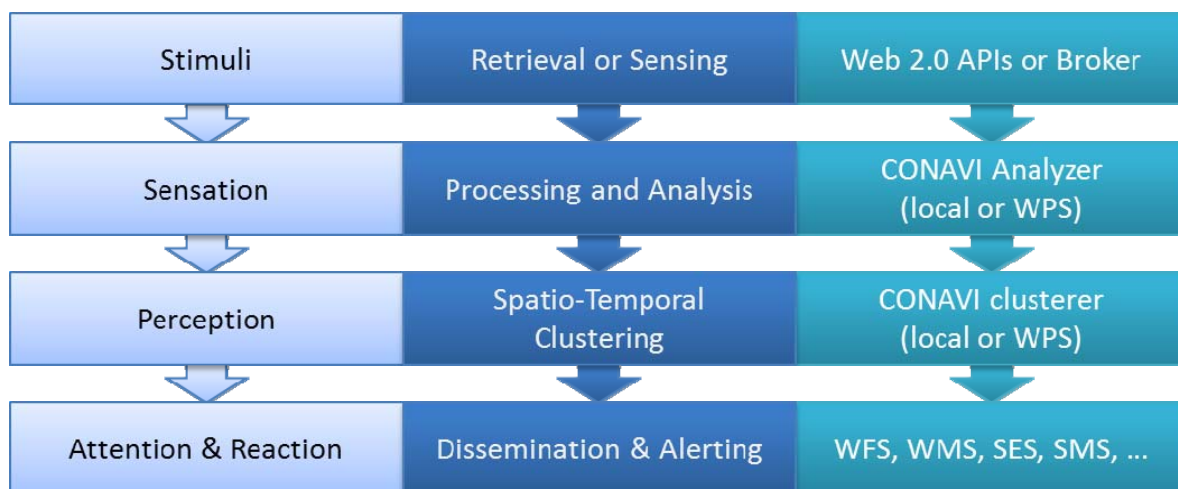 Stimuli
Retrieval or Sensing
Web 2.0 APIs or Broker
Sensation
Processing and Analysis
CONAVI Analyzer
(local or WPS)
Perception
Spatio-Temporal
Clustering
CONAVI clusterer
(local or WPS)
Attention & Reaction
Dissemination & Alerting
WFS, WMS, SES, SMS, ...